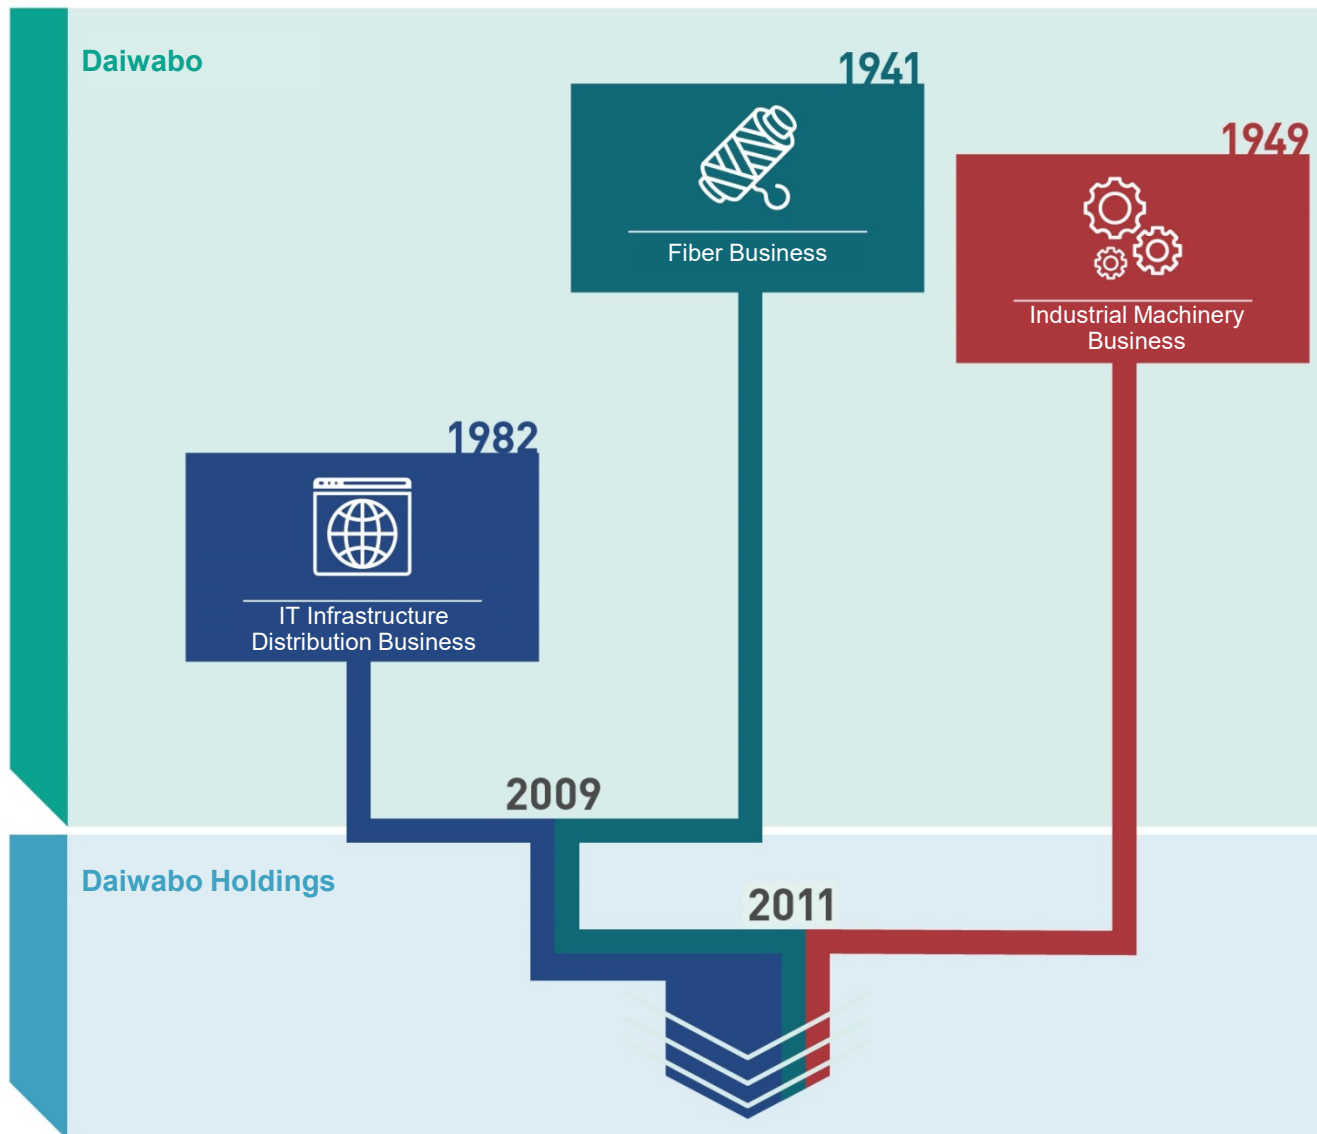 Daiwabo
1941
Fiber Business
1949
Industrial Machinery
Business
1982
IT Infrastructure
Distribution Business
2009
Daiwabo Holdings
2011